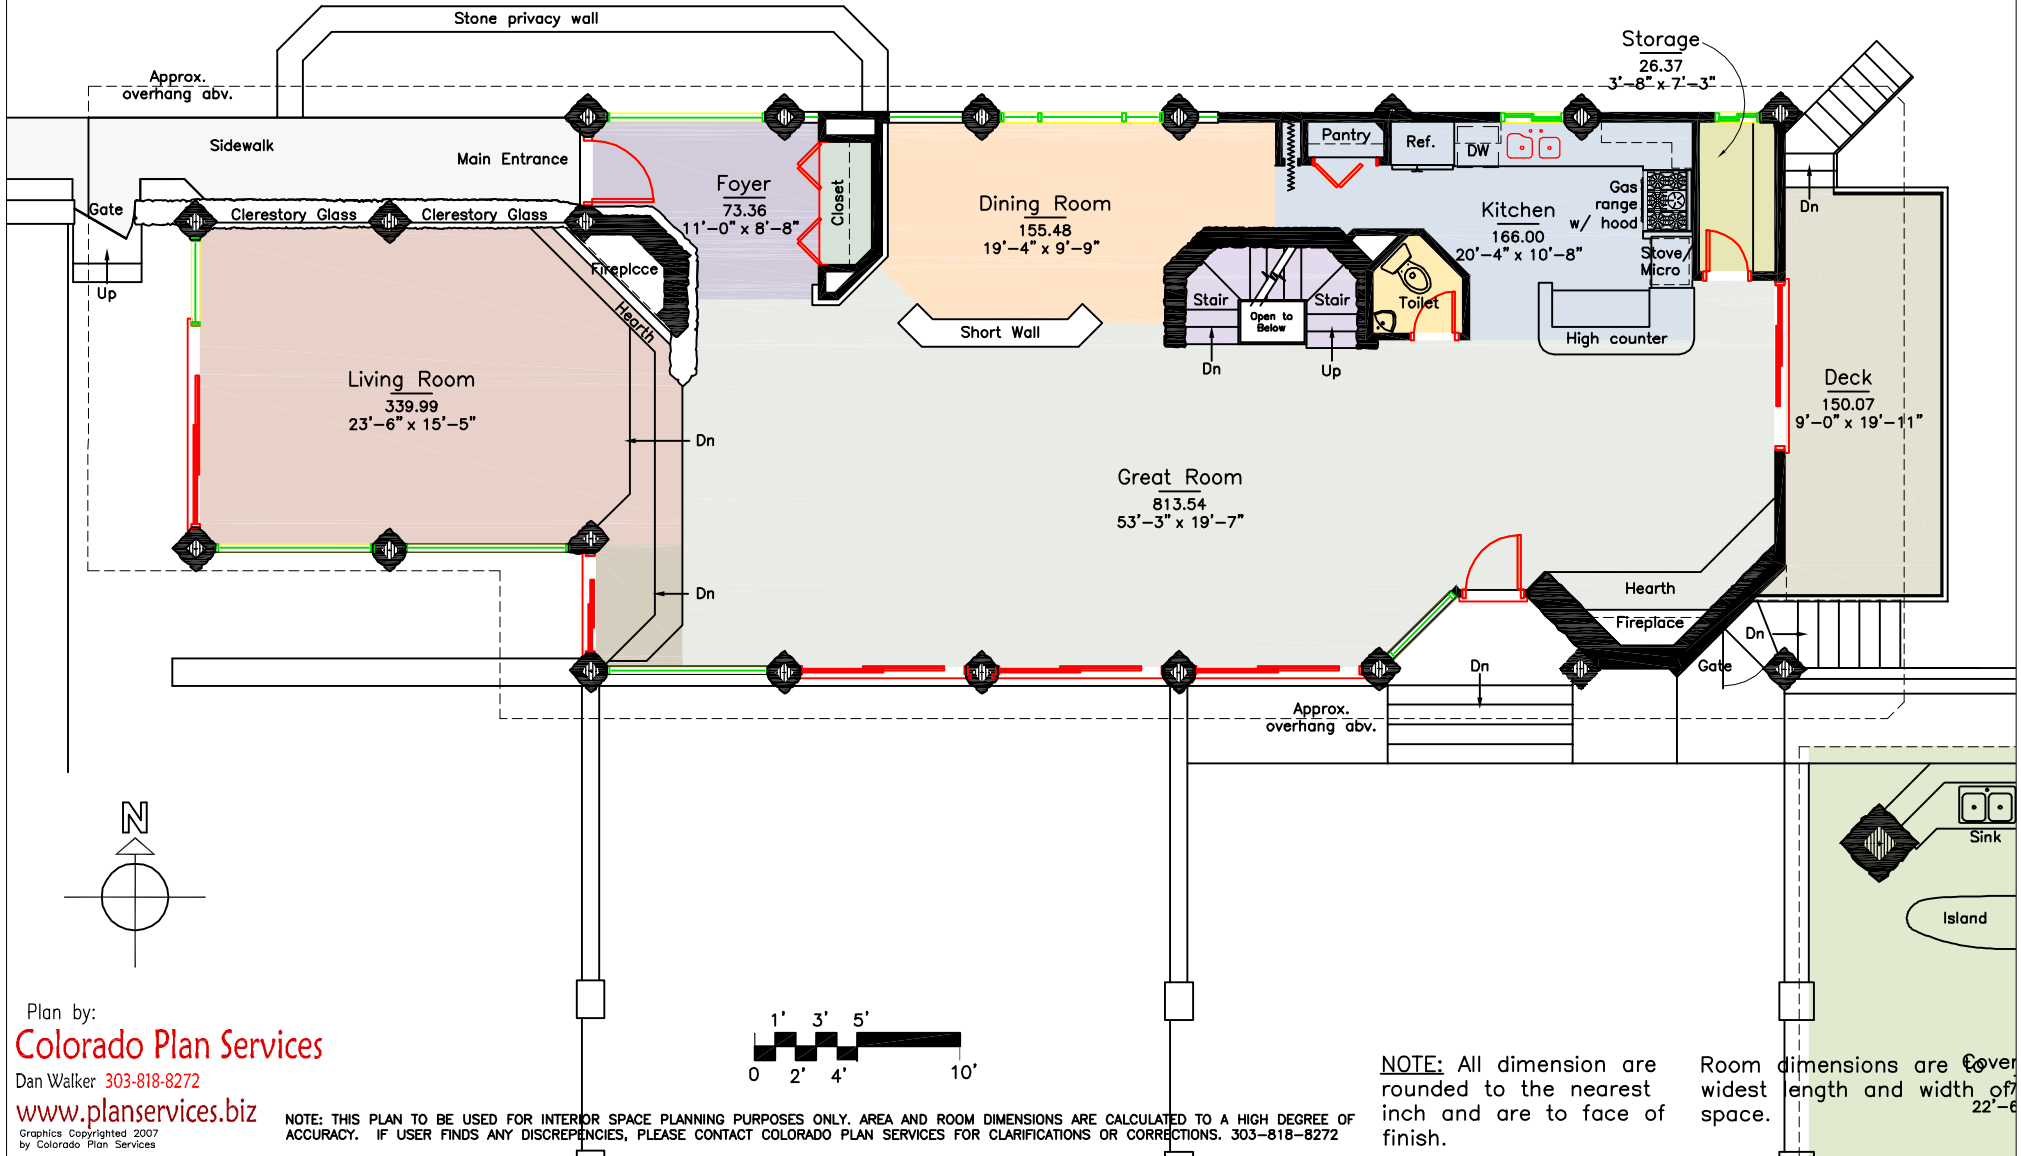 Stone privacy wall
Storage
26.37
3'-8" x 7'-3"
Approx.
overhang abv.
Sidewalk
Main Entrance
Foyer
73.36
11'-0" x 8'-8"
Closet
Dining Room
155.48
19'-4" x 9'-9"
Pantry
Ref.
DW
Kitchen
166.00
20'-4" x 10'-8"
Gas
range
w/ hood
Stove/
Micro
Dn
Gate
Clerestory Glass
Clerestory Glass
Up
Fireplcce
Hearth
Stair
Stair
Open to
Below
Toilet
Short Wall
High counter
Dn
Up
Living Room
339.99
23'-6" x 15'-5"
Deck
150.07
9'-0" x 19'-11"
Dn
Great Room
813.54
53'-3" x 19'-7"
Dn
Hearth
Fireplace
Dn
Gate
Dn
Approx.
overhang abv.
N
Sink
Island
Plan by:
Colorado Plan Services
Dan Walker 303-818-8272
www.planservices.biz
Graphics Copyrighted 2007
by Colorado Plan Services
1' 3' 5'
0 2' 4' 10'
NOTE: THIS PLAN TO BE USED FOR INTERIOR SPACE PLANNING PURPOSES ONLY. AREA AND ROOM DIMENSIONS ARE CALCULATED TO A HIGH DEGREE OF
ACCURACY. IF USER FINDS ANY DISCREPENCIES, PLEASE CONTACT COLORADO PLAN SERVICES FOR CLARIFICATIONS OR CORRECTIONS. 303-818-8272
NOTE: All dimension are
rounded to the nearest
inch and are to face of
finish.
Room dimensions are to
widest length and width of
space.
Cover
22'-6